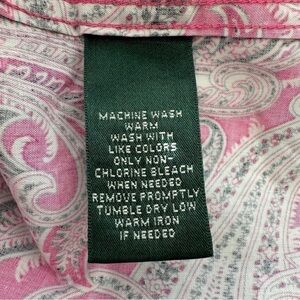 MACHINE WASH
WARM
WASH WITH
LIKE COLORS
ONLY NON-
CHLORINE BLEACH
WHEN NEEDED
REMOVE PROMPTLY
TUMBLE DRY LOW
WARM IRON
IF NEEDED